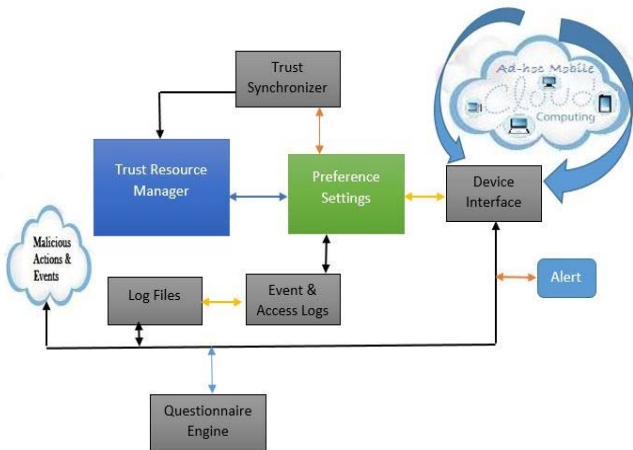 Trust
Synchronizer
Ad-hoc Mobile
Cloud
Computing
Trust Resource
Manager
Preference
Settings
Device
Interface
Malicious
Actions &
Events
Log Files
Event &
Access Logs
Alert
Questionnaire
Engine